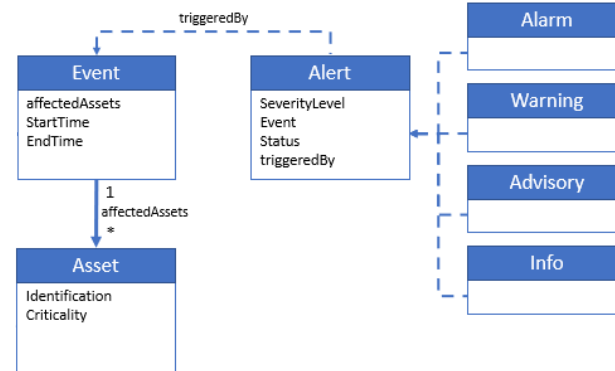 triggeredBy
Event
affectedAssets
StartTime
EndTime
Alert
SeverityLevel
Event
Status
triggeredBy
Alarm
Warning
Advisory
Info
1
affectedAssets
*
Asset
Identification
Criticality